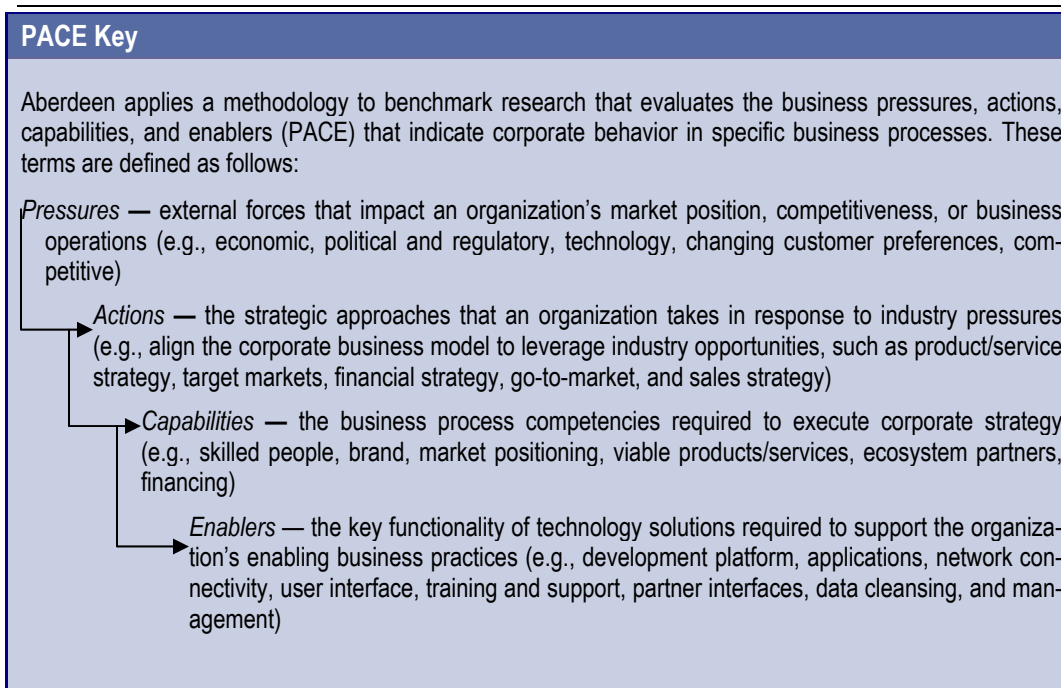 PACE Key
Aberdeen applies a methodology to benchmark research that evaluates the business pressures, actions,
capabilities, and enablers (PACE) that indicate corporate behavior in specific business processes. These
terms are defined as follows:
Pressures — external forces that impact an organization's market position, competitiveness, or business
operations (e.g., economic, political and regulatory, technology, changing customer preferences, com-
petitive)
Actions — the strategic approaches that an organization takes in response to industry pressures
(e.g., align the corporate business model to leverage industry opportunities, such as product/service
strategy, target markets, financial strategy, go-to-market, and sales strategy)
Capabilities — the business process competencies required to execute corporate strategy
(e.g., skilled people, brand, market positioning, viable products/services, ecosystem partners,
financing)
Enablers — the key functionality of technology solutions required to support the organiza-
tion's enabling business practices (e.g., development platform, applications, network con-
nectivity, user interface, training and support, partner interfaces, data cleansing, and man-
agement)